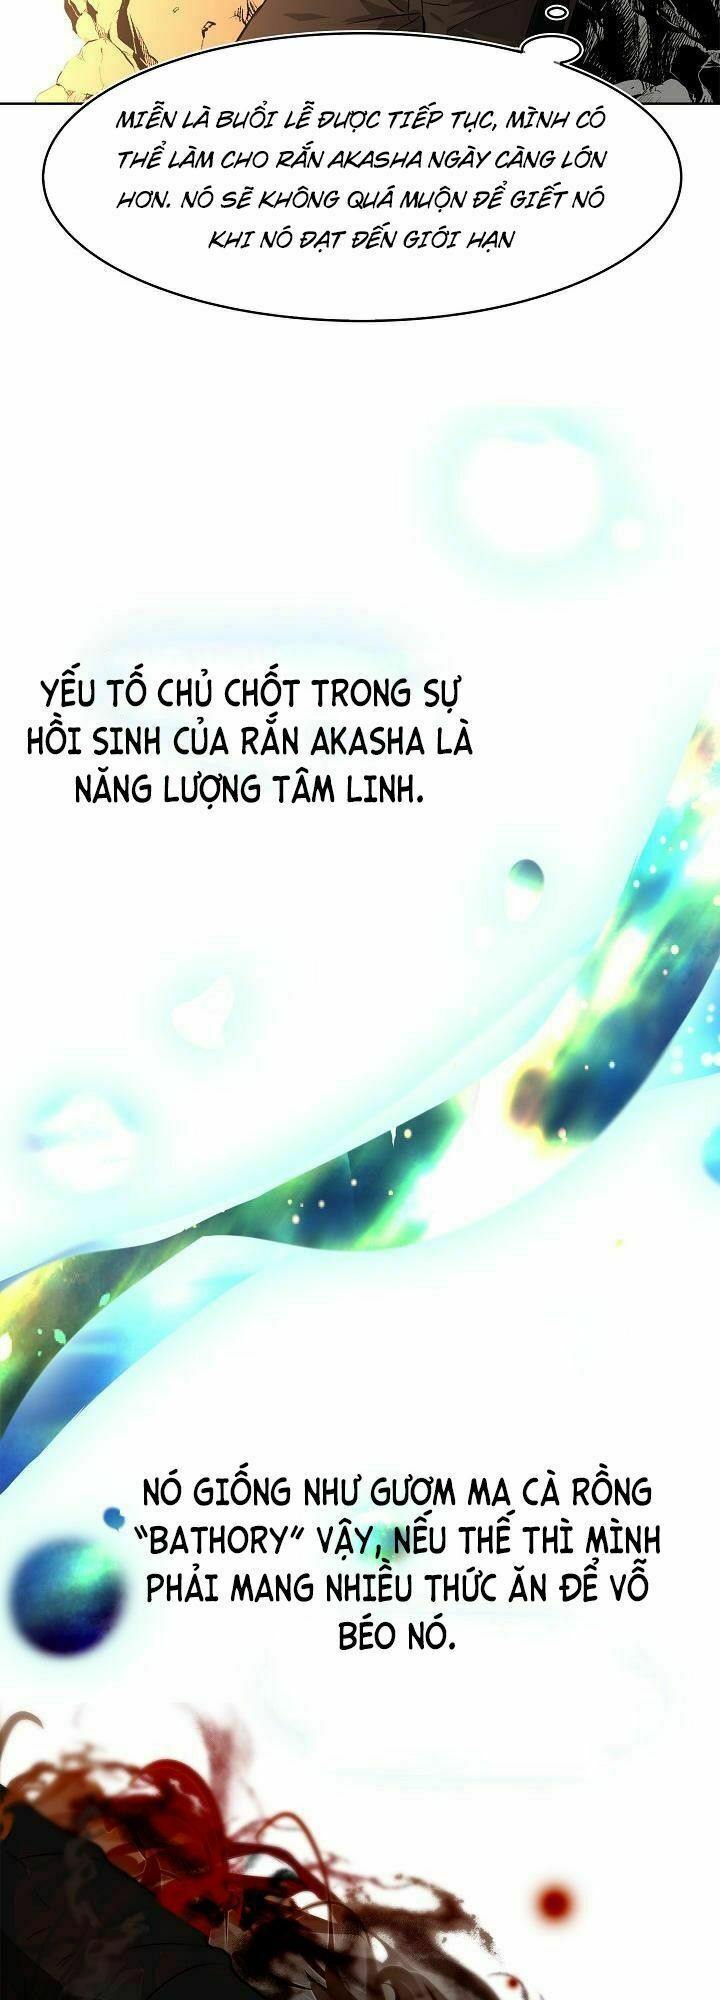 MIỄN LÀ BUỔI LỄ ĐƯỢC TIẾP TỤC, MÌNH CÓ
THỂ LÀM CHO RẮN AKASHA NGÀY CÀNG LỚN
HƠN. NÓ SẼ KHÔNG QUÁ MUỘN ĐỂ GIẾT NÓ
KHI NÓ ĐẠT ĐẾN GIỚI HẠN
YẾU TỐ CHỦ CHỐT TRONG SỰ
HỒI SINH CỦA RẮN AKASHA LÀ
NĂNG LƯỢNG TÂM LINH.
NÓ GIỐNG NHƯ GƯƠM MA CÀ RỒNG
“BATHORY” VẬY, NẾU THẾ THÌ MÌNH
PHẢI MANG NHIỀU THỨC ĂN ĐỂ VỖ
BÉO NÓ.